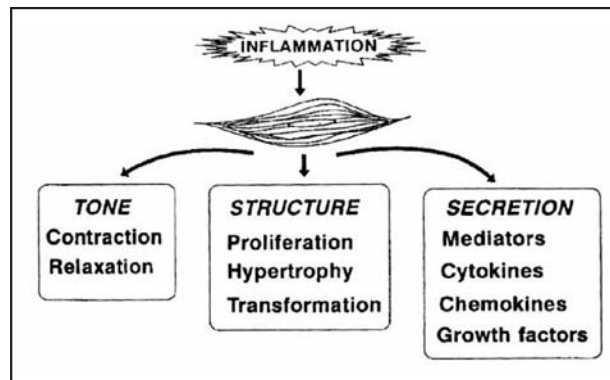 INFLAMMATION
TONE
Contraction
Relaxation
STRUCTURE
Proliferation
Hypertrophy
Transformation
SECRETION
Mediators
Cytokines
Chemokines
Growth factors